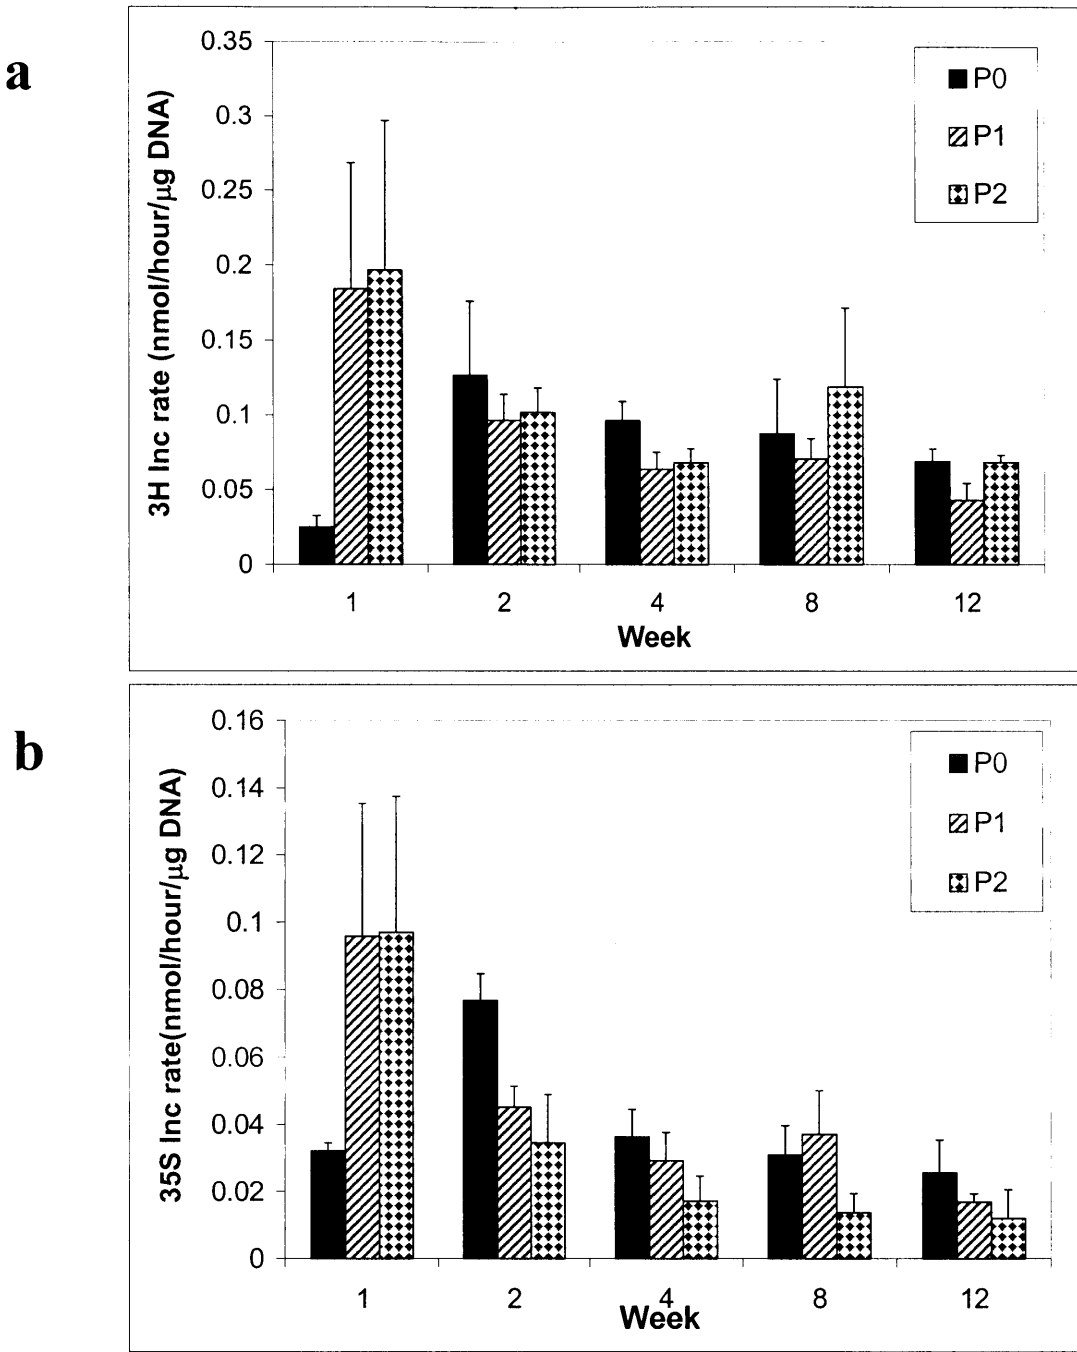 a
3H Inc rate (nmol/hour/µg DNA)
0.35
0.3
0.25
0.2
0.15
0.1
0.05
0
P0
P1
P2
1 2 4 8 12
Week
b
35S Inc rate(nmol/hour/µg DNA)
0.16
0.14
0.12
0.1
0.08
0.06
0.04
0.02
0
P0
P1
P2
1 2 4 8 12
Week